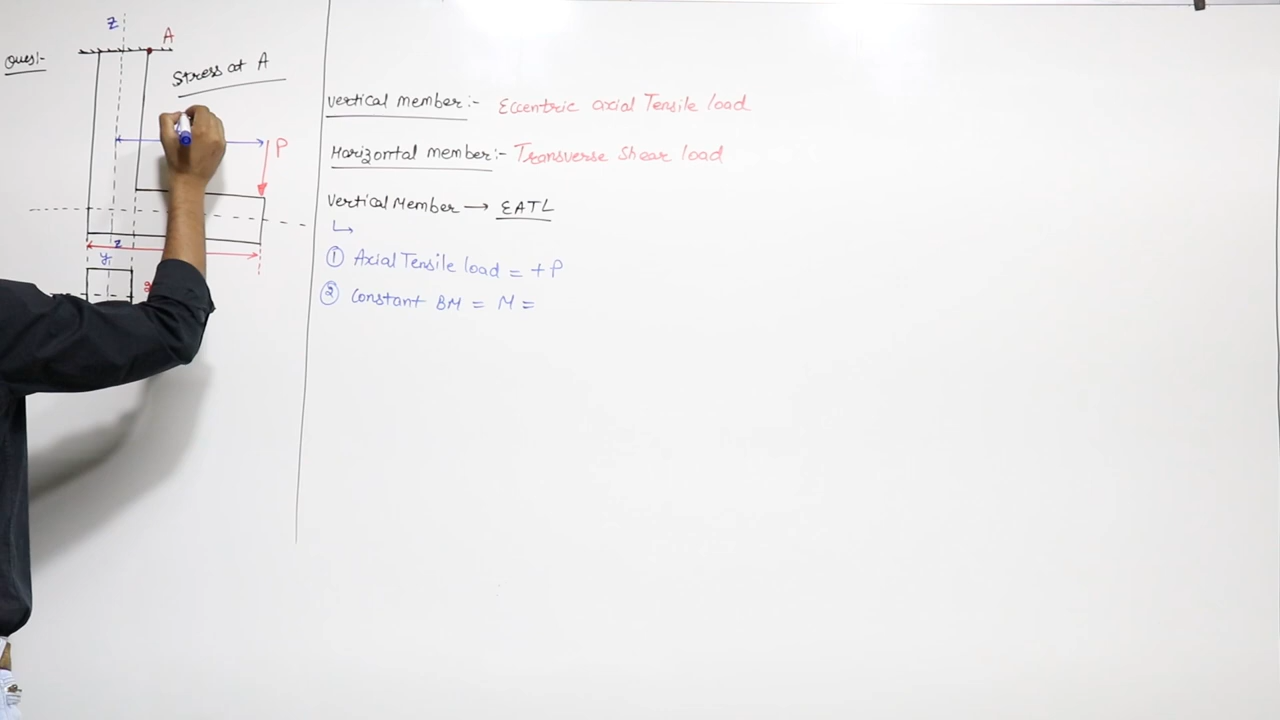 Ques:-
z
A
Stress at A
P
z
y1
vertical member:- Eccentric axial Tensile load
Horizontal member:- Transverse shear load
Vertical Member → EATL
① Axial Tensile load = +P
② Constant BM = M =